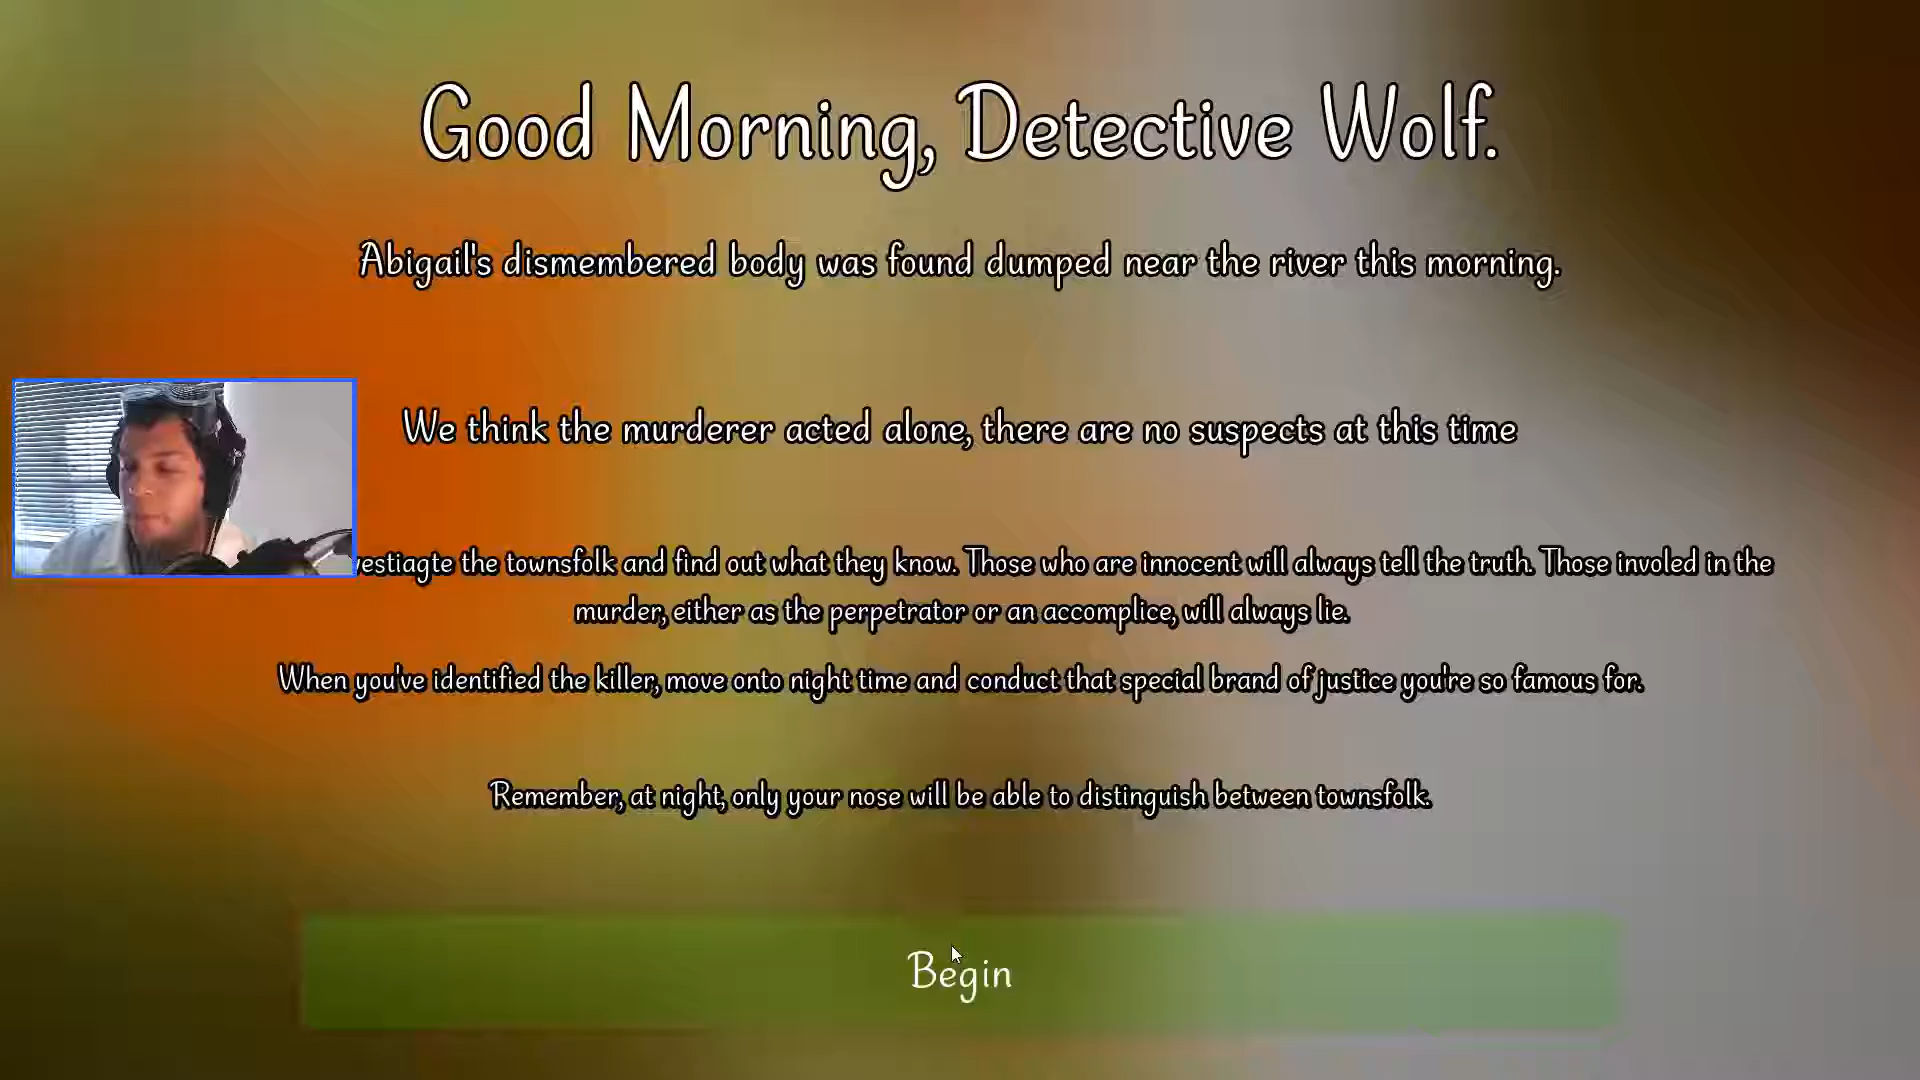 Good Morning, Detective Wolf.
Abigail's dismembered body was found dumped near the river this morning.
We think the murderer acted alone, there are no suspects at this time
the townsfolk and find out what they know. Those who are innocent will always tell the truth. Those involed in the
murder, either as the perpetrator or an accomplice, will always lie.
When you've identified the killer, move onto night time and conduct that special brand of justice you're so famous for.
Remember, at night, only your nose will be able to distinguish between townsfolk.
Begin